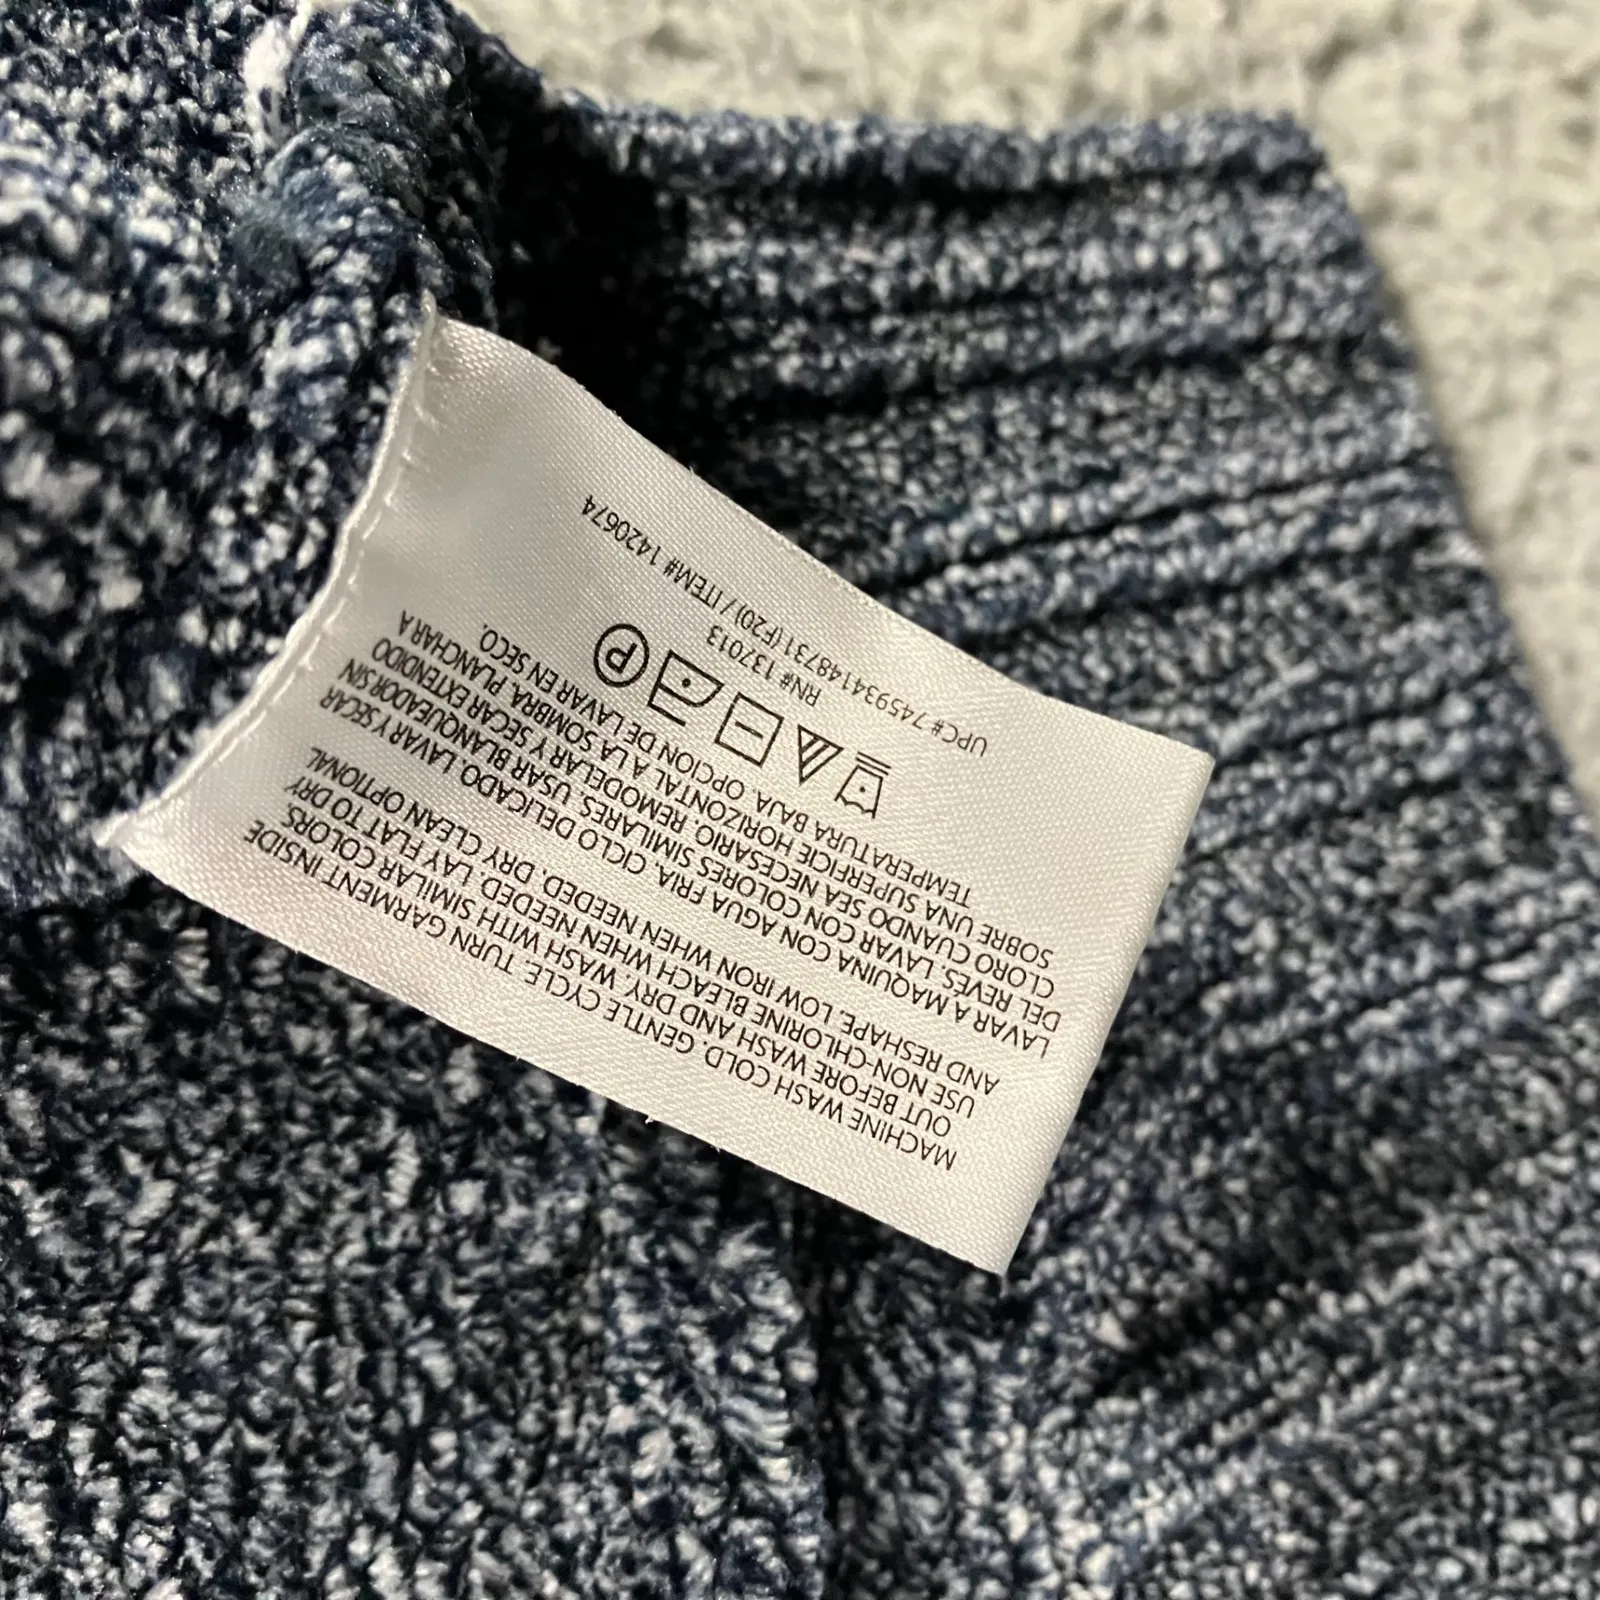 MACHINE WASH COLD. GENTLE CYCLE. TURN GARMENT INSIDE
OUT BEFORE WASH AND DRY. WASH WITH SIMILAR COLORS.
USE NON-CHLORINE BLEACH WHEN NEEDED. LAY FLAT TO DRY
AND RESHAPE. LOW IRON WHEN NEEDED. DRY CLEAN OPTIONAL.
LAVAR A MAQUINA CON AGUA FRIA. CICLO DELICADO. LAVAR Y SECAR
DEL REVÉS. LAVAR CON COLORES SIMILARES. USAR BLANQUEADOR SIN
CLORO CUANDO SEA NECESARIO. REMODELAR Y SECAR EXTENDIDO
SOBRE UNA SUPERFICIE HORIZONTAL A LA SOMBRA. PLANCHAR A
TEMPERATURA BAJA. OPCION DE LAVAR EN SECO.
P
RN# 137013
UPC# 745934148731 (F20) / ITEM# 1420674